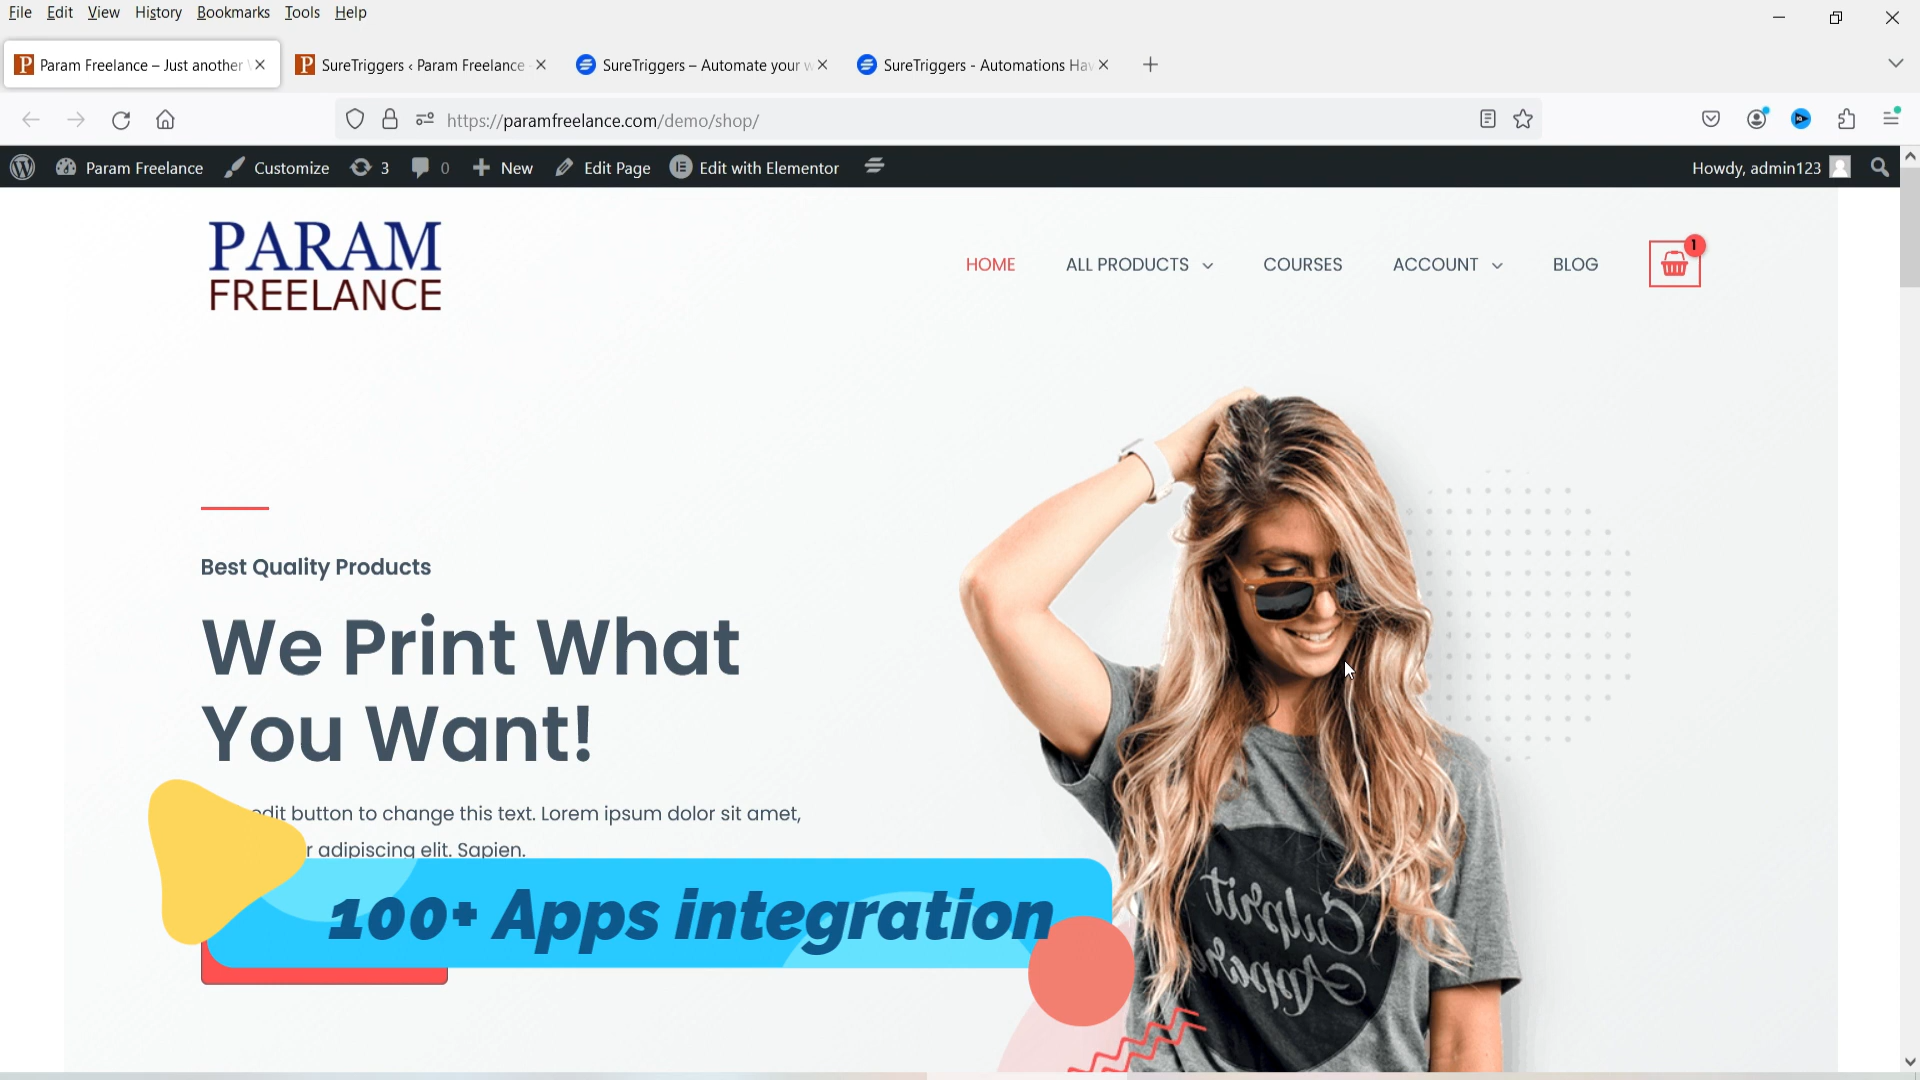 File Edit View History Bookmarks Tools Help
Param Freelance – Just another
SureTriggers ‹ Param Freelance
SureTriggers – Automate your w
SureTriggers - Automations Hav
https://paramfreelance.com/demo/shop/
Param Freelance Customize 3 0 New Edit Page Edit with Elementor Howdy, admin123
PARAM
FREELANCE
HOME ALL PRODUCTS COURSES ACCOUNT BLOG 1
Best Quality Products
We Print What
You Want!
edit button to change this text. Lorem ipsum dolor sit amet,
r adipiscing elit. Sapien.
100+ Apps integration
Culprit